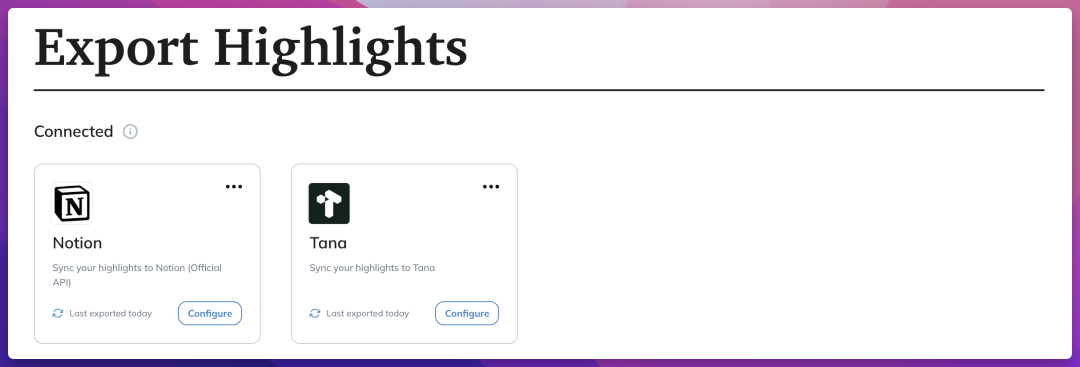 Export Highlights
Connected
Notion
Sync your highlights to Notion (Official
API)
Last exported today
Configure
Tana
Sync your highlights to Tana
Last exported today
Configure